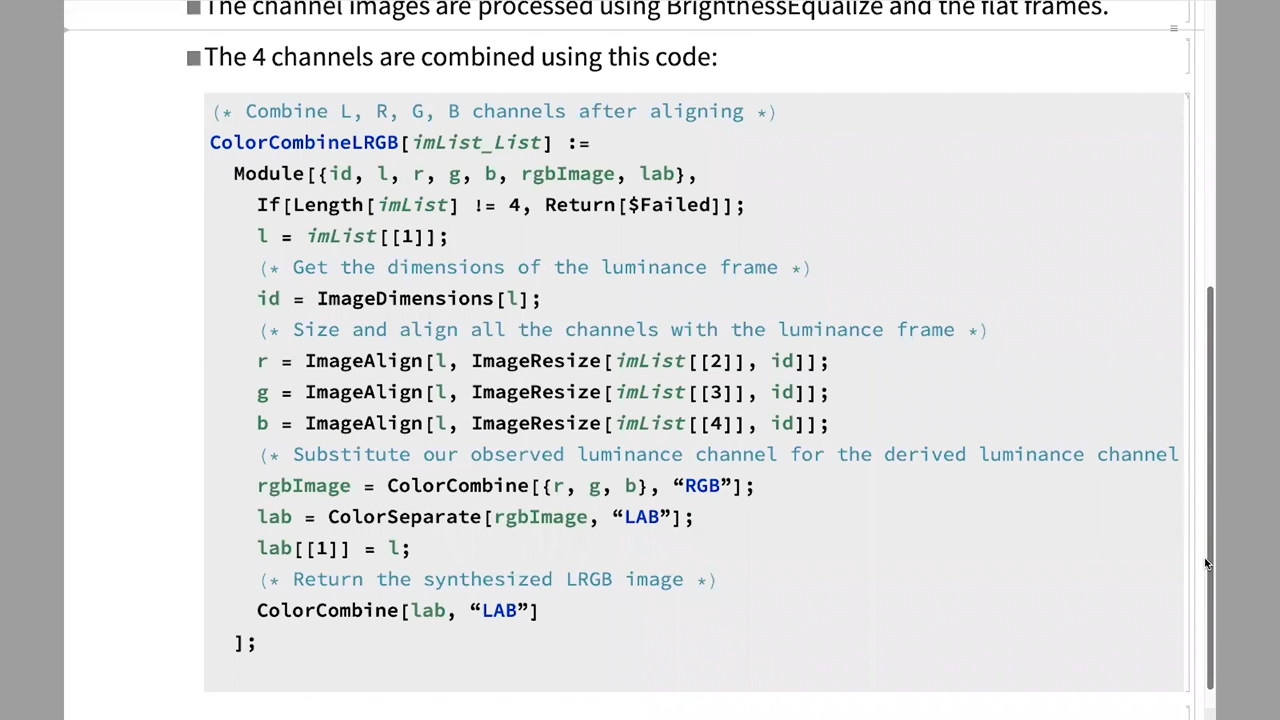 The channel images are processed using BrightnessEqualize and the flat frames.
The 4 channels are combined using this code:
(* Combine L, R, G, B channels after aligning *)
ColorCombineLRGB[imList_List] :=
Module[{id, l, r, g, b, rgbImage, lab},
If[Length[imList] != 4, Return[$Failed]];
l = imList[[1]];
(* Get the dimensions of the luminance frame *)
id = ImageDimensions[l];
(* Size and align all the channels with the luminance frame *)
r = ImageAlign[l, ImageResize[imList[[2]], id]];
g = ImageAlign[l, ImageResize[imList[[3]], id]];
b = ImageAlign[l, ImageResize[imList[[4]], id]];
(* Substitute our observed luminance channel for the derived luminance channel
rgbImage = ColorCombine[{r, g, b}, “RGB”];
lab = ColorSeparate[rgbImage, “LAB”];
lab[[1]] = l;
(* Return the synthesized LRGB image *)
ColorCombine[lab, “LAB”]
];